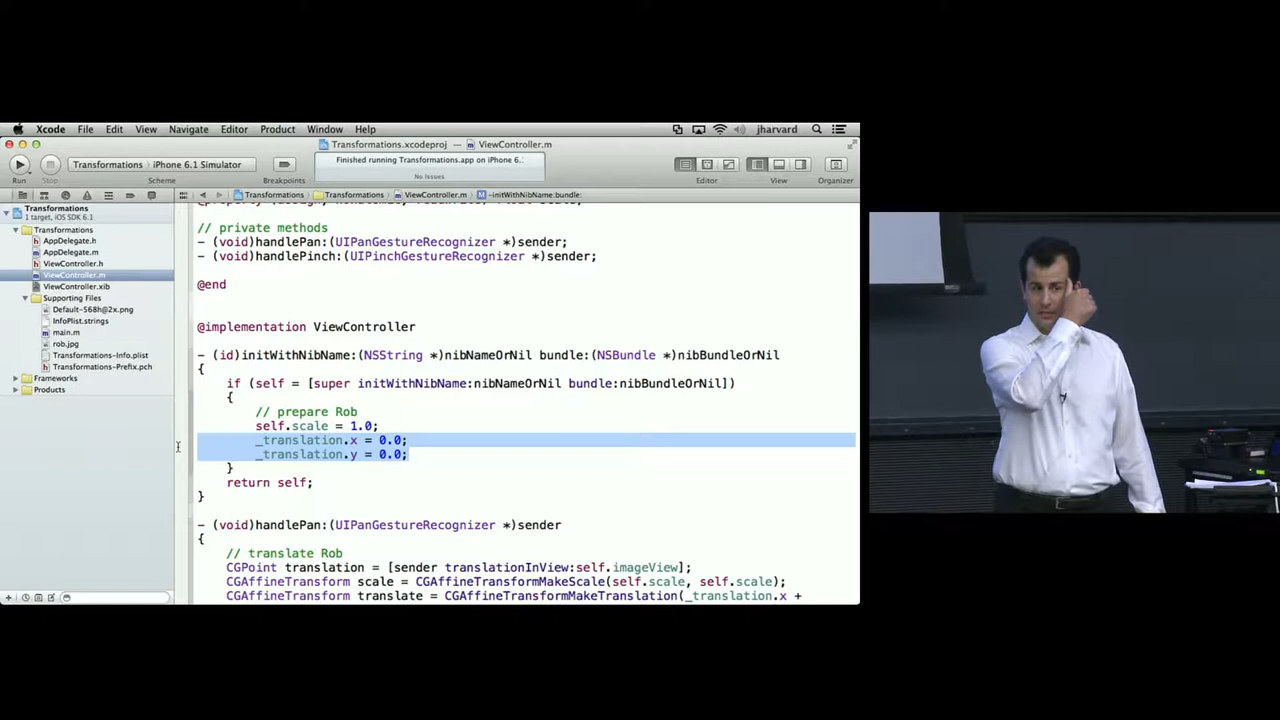 Xcode File Edit View Navigate Editor Product Window Help jharvard
Transformations.xcodeproj — ViewController.m
Transformations iPhone 6.1 Simulator
Finished running Transformations.app on iPhone 6.:
No Issues
Run Stop Scheme Breakpoints Editor View Organizer
Transformations Transformations ViewController.m -initWithNibName:bundle:
Transformations
1 target, iOS SDK 6.1
Transformations
AppDelegate.h
AppDelegate.m
ViewController.h
ViewController.m
ViewController.xib
Supporting Files
Default-568h@2x.png
InfoPlist.strings
main.m
rob.jpg
Transformations-Info.plist
Transformations-Prefix.pch
Frameworks
Products
// private methods
- (void)handlePan:(UIPanGestureRecognizer *)sender;
- (void)handlePinch:(UIPinchGestureRecognizer *)sender;
@end
@implementation ViewController
- (id)initWithNibName:(NSString *)nibNameOrNil bundle:(NSBundle *)nibBundleOrNil
{
if (self = [super initWithNibName:nibNameOrNil bundle:nibBundleOrNil])
{
// prepare Rob
self.scale = 1.0;
_translation.x = 0.0;
_translation.y = 0.0;
}
return self;
}
- (void)handlePan:(UIPanGestureRecognizer *)sender
{
// translate Rob
CGPoint translation = [sender translationInView:self.imageView];
CGAffineTransform scale = CGAffineTransformMakeScale(self.scale, self.scale);
CGAffineTransform translate = CGAffineTransformMakeTranslation(_translation.x +